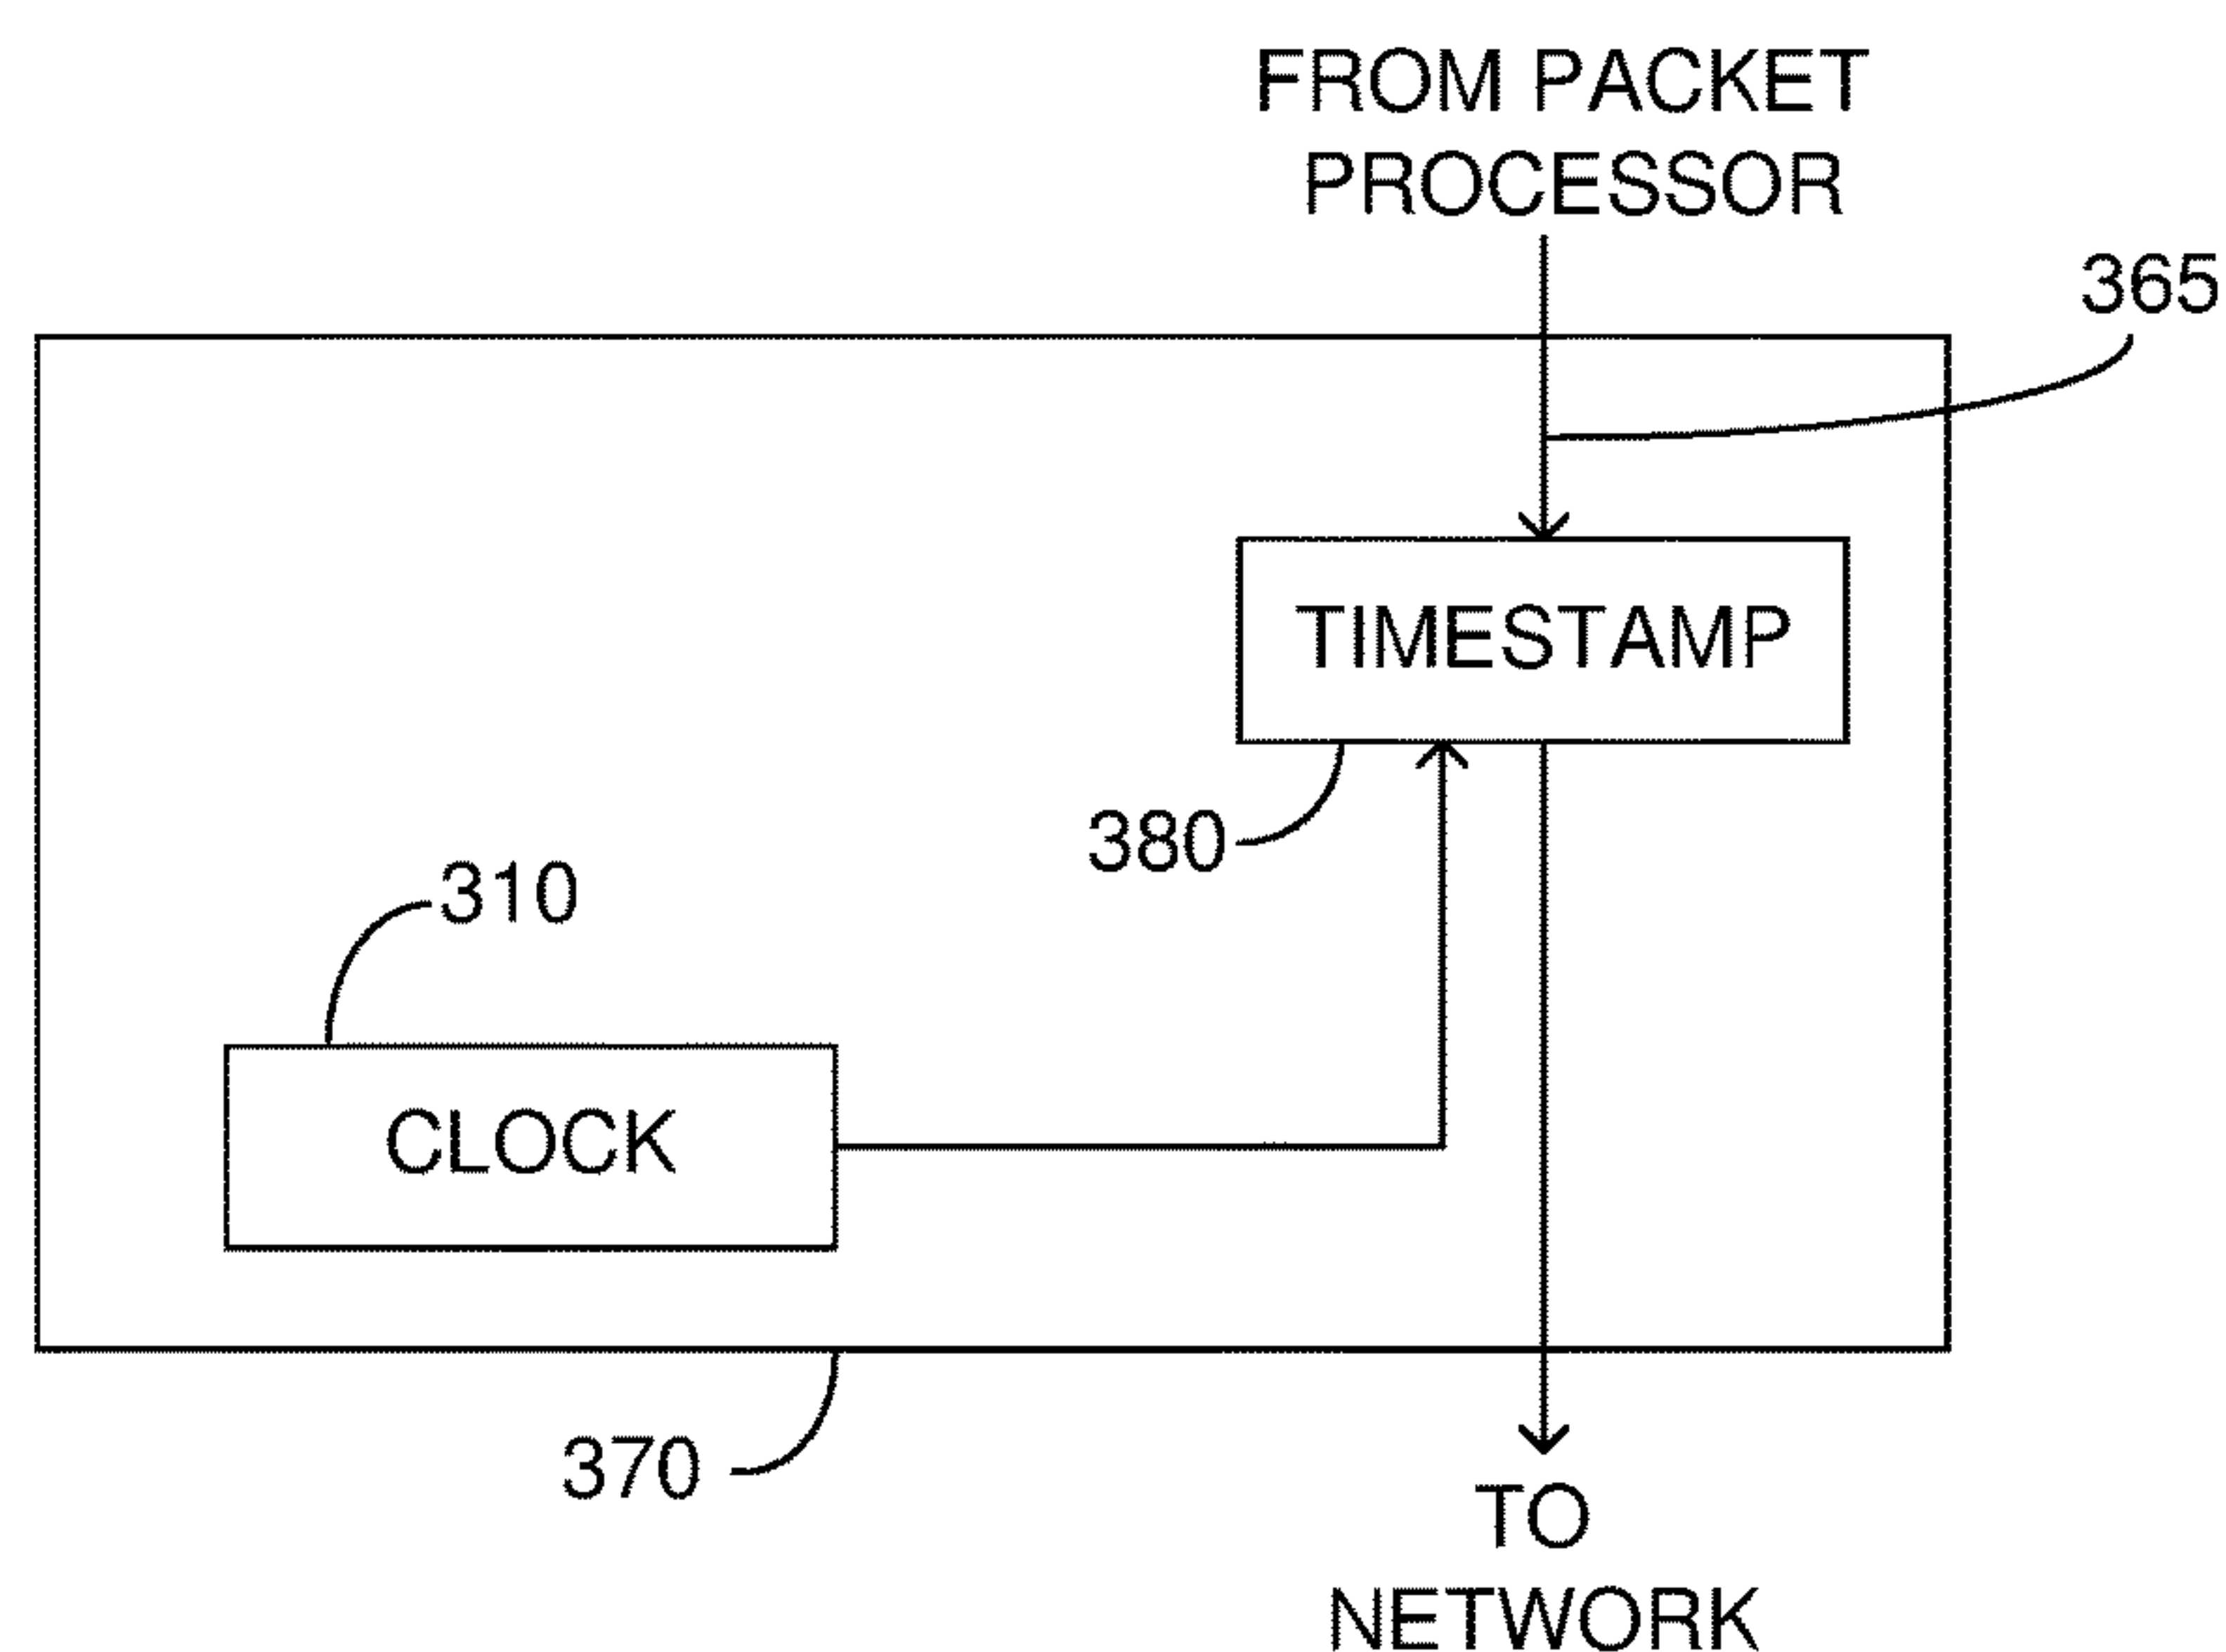 FROM PACKET
PROCESSOR
365
TIMESTAMP
380
310
CLOCK
370
TO
NETWORK